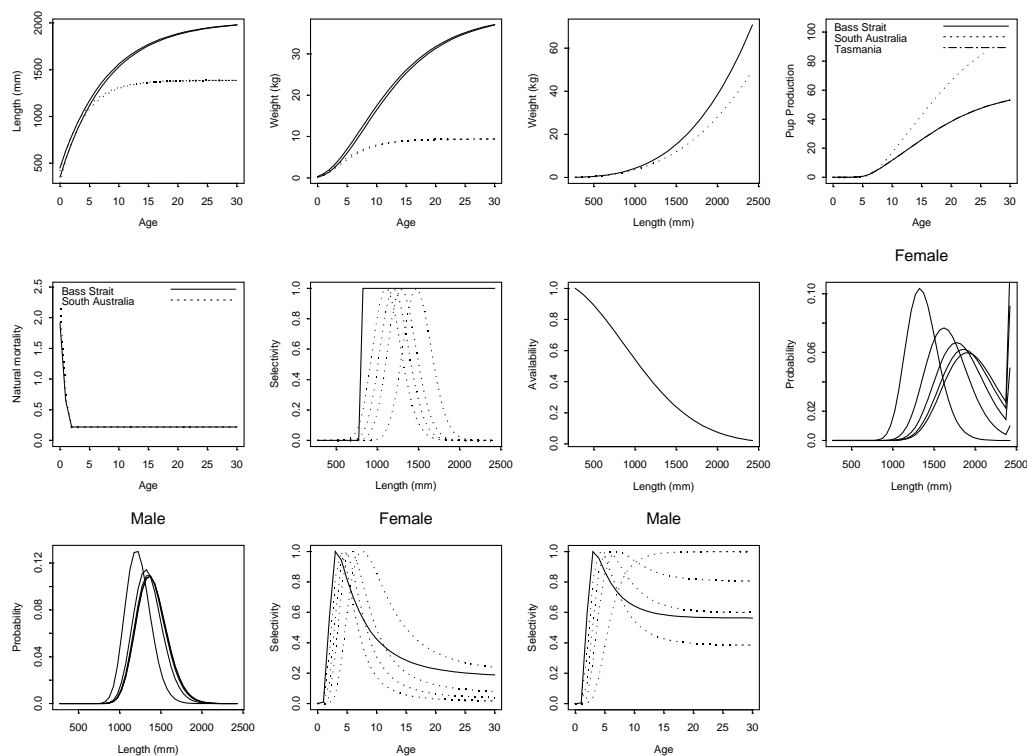 Length (mm)
500 1000 1400 2000
0 5 10 15 20 25 30
Age
Weight (kg)
0 10 20 30
0 5 10 15 20 25 30
Age
Weight (kg)
0 20 40 60
500 1000 1500 2000 2500
Length (mm)
Bass Strait
South Australia
Tasmania
Pup Production
0 20 40 60 80 100
0 5 10 15 20 25 30
Age
Natural mortality
0.0 0.5 1.0 1.5 2.0 2.5
Bass Strait
South Australia
0 5 10 15 20 25 30
Age
Selectivity
0.0 0.2 0.4 0.6 0.8 1.0
500 1000 1500 2000 2500
Length (mm)
Availability
0.0 0.2 0.4 0.6 0.8 1.0
500 1000 1500 2000 2500
Length (mm)
Female
Probability
0.0 0.02 0.06 0.10
500 1000 1500 2000 2500
Length (mm)
Male
Probability
0.0 0.04 0.08 0.12
500 1000 1500 2000 2500
Length (mm)
Female
Selectivity
0.0 0.2 0.4 0.6 0.8 1.0
0 5 10 15 20 25 30
Age
Male
Selectivity
0.0 0.2 0.4 0.6 0.8 1.0
0 5 10 15 20 25 30
Age